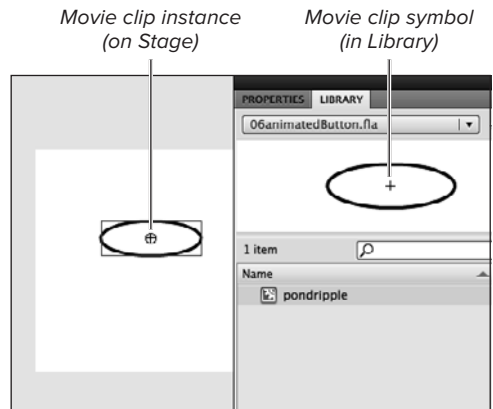 Movie clip instance
(on Stage)
Movie clip symbol
(in Library)
PROPERTIES LIBRARY
06animatedButton.fla
1 item
Name
pondripple